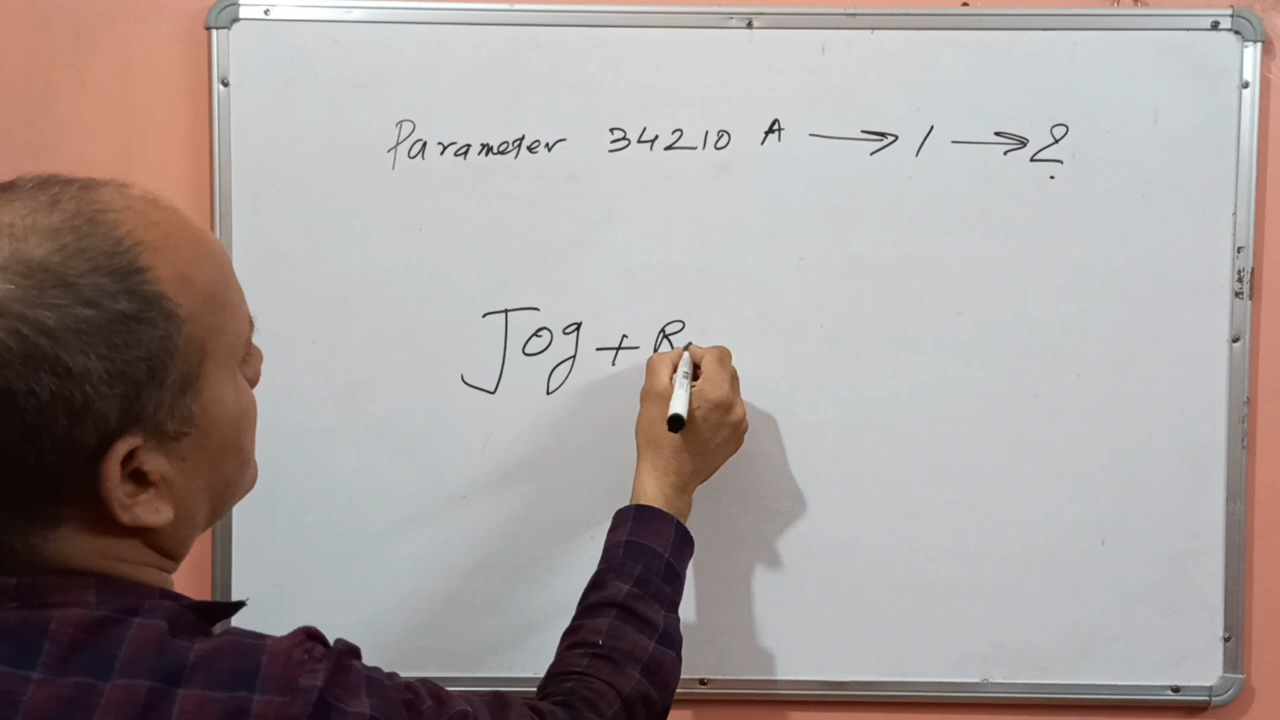 Parameter 34210 A → 1 → 2
Jog + R